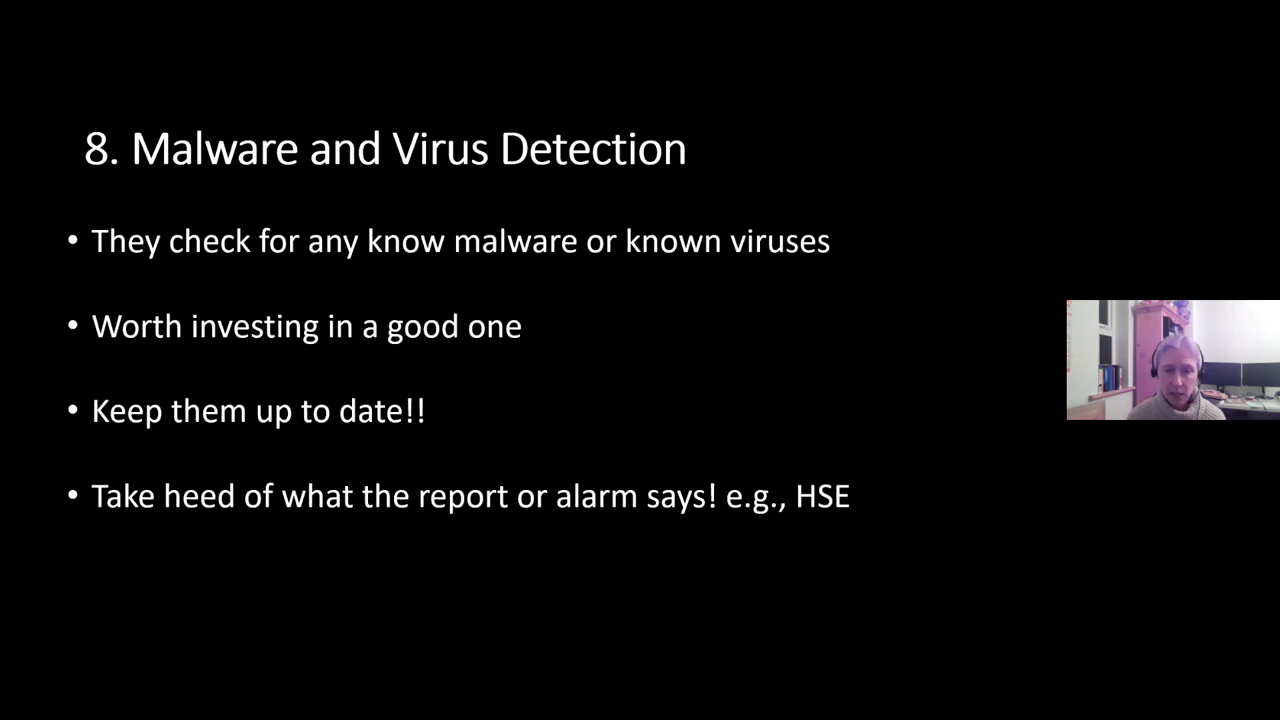 8. Malware and Virus Detection
• They check for any know malware or known viruses
• Worth investing in a good one
• Keep them up to date!!
• Take heed of what the report or alarm says! e.g., HSE